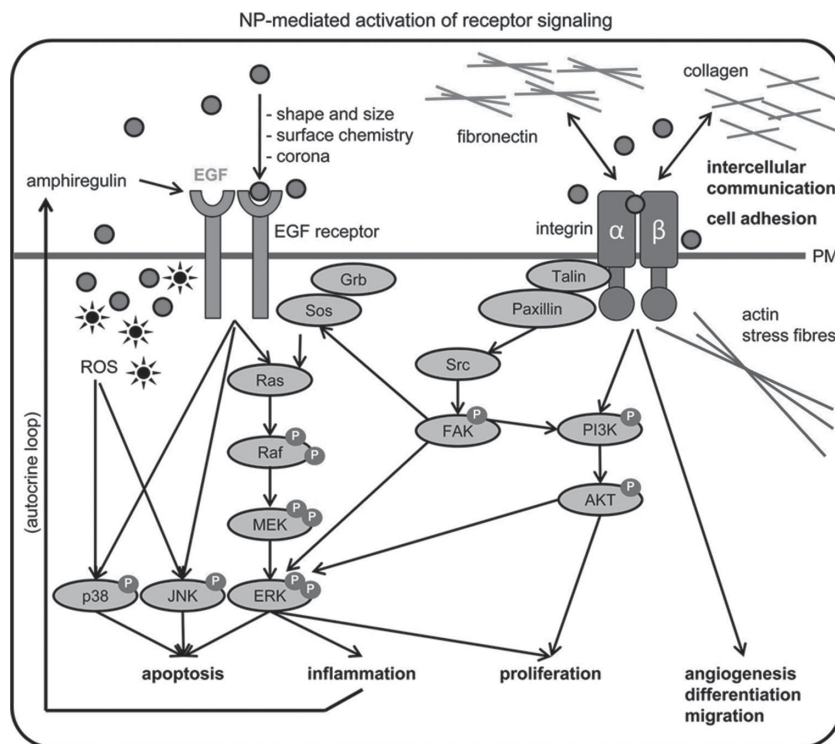 NP-mediated activation of receptor signaling
- shape and size
- surface chemistry
- corona
fibronectin
collagen
amphiregulin
EGF
EGF receptor
integrin
α
β
intercellular
communication
cell adhesion
PM
Grb
Sos
Talin
Paxillin
actin
stress fibres
ROS
Ras
Src
Raf
P
P
FAK
P
PI3K
P
MEK
P
P
AKT
P
(autocrine loop)
p38
P
JNK
P
ERK
P
P
apoptosis
inflammation
proliferation
angiogenesis
differentiation
migration